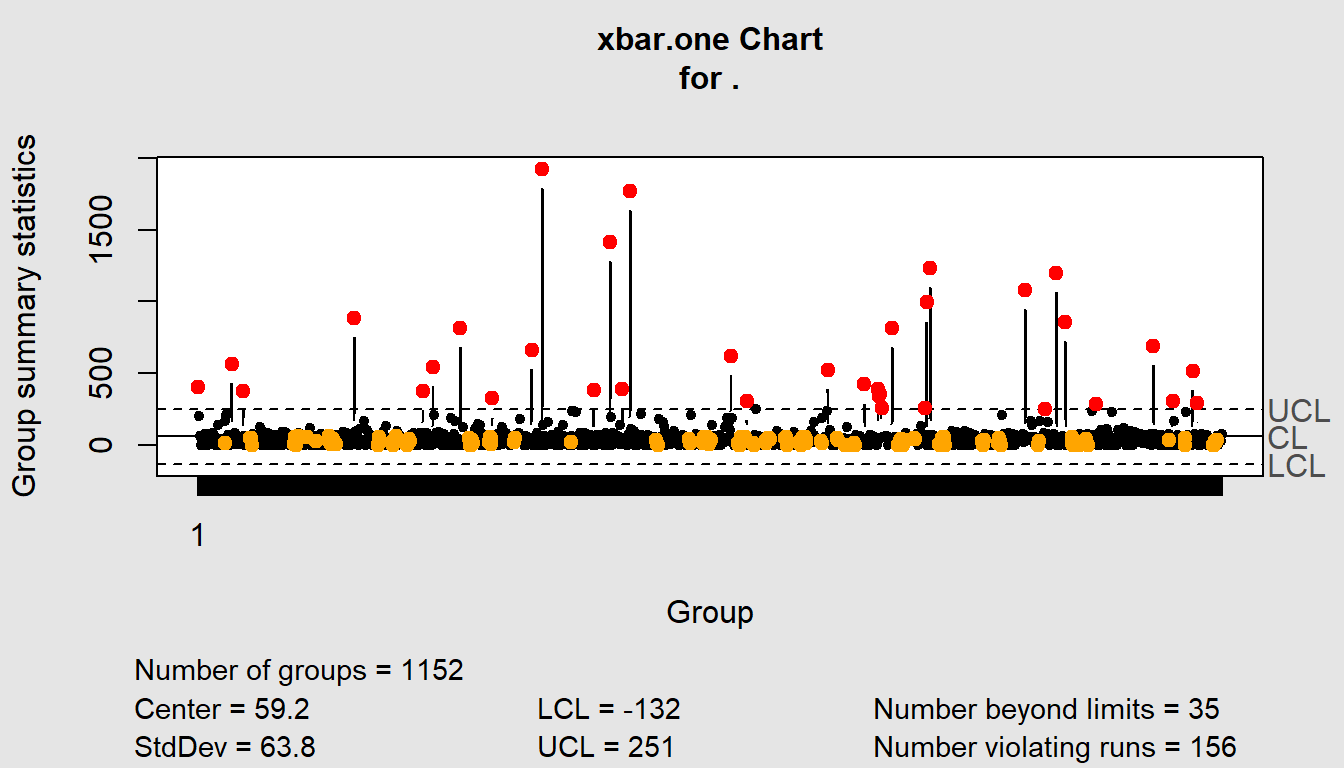 xbar.one Chart
for .
Group summary statistics
1500
500
0
UCL
CL
LCL
1
Group
Number of groups = 1152
Center = 59.2
LCL = -132
Number beyond limits = 35
StdDev = 63.8
UCL = 251
Number violating runs = 156